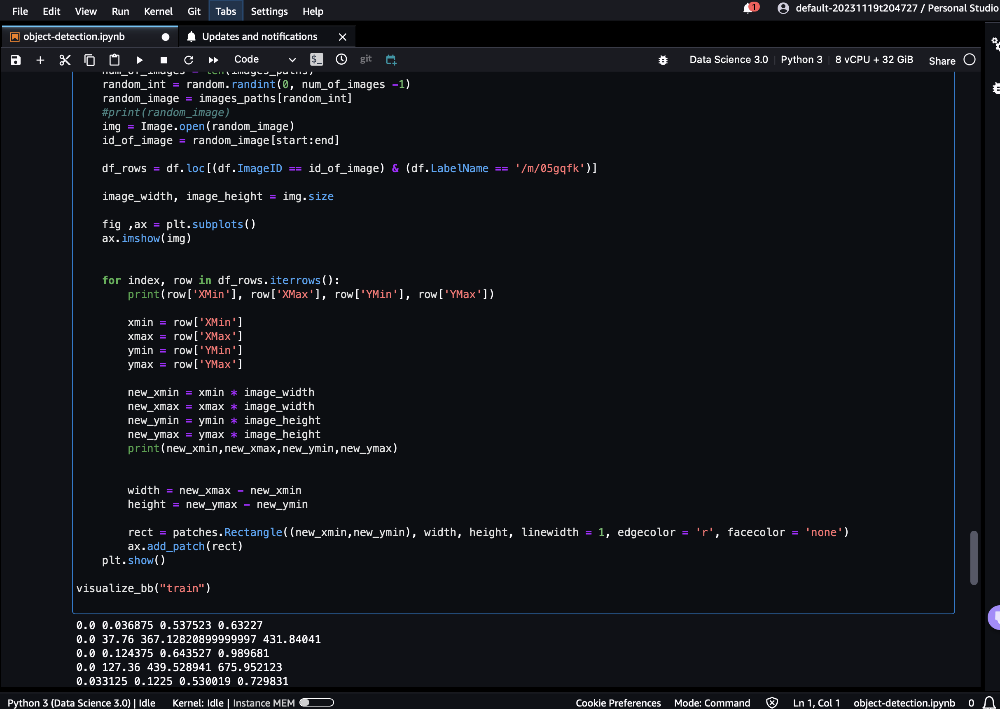 File Edit View Run Kernel Git Tabs Settings Help
1 default-20231119t204727 / Personal Studio
object-detection.ipynb Updates and notifications
Code $_ git Data Science 3.0 Python 3 8 vCPU + 32 GiB Share
num_of_images = len(images_paths)
random_int = random.randint(0, num_of_images -1)
random_image = images_paths[random_int]
#print(random_image)
img = Image.open(random_image)
id_of_image = random_image[start:end]
df_rows = df.loc[(df.ImageID == id_of_image) & (df.LabelName == '/m/05gqfk')]
image_width, image_height = img.size
fig ,ax = plt.subplots()
ax.imshow(img)
for index, row in df_rows.iterrows():
print(row['XMin'], row['XMax'], row['YMin'], row['YMax'])
xmin = row['XMin']
xmax = row['XMax']
ymin = row['YMin']
ymax = row['YMax']
new_xmin = xmin * image_width
new_xmax = xmax * image_width
new_ymin = ymin * image_height
new_ymax = ymax * image_height
print(new_xmin,new_xmax,new_ymin,new_ymax)
width = new_xmax - new_xmin
height = new_ymax - new_ymin
rect = patches.Rectangle((new_xmin,new_ymin), width, height, linewidth = 1, edgecolor = 'r', facecolor = 'none')
ax.add_patch(rect)
plt.show()
visualize_bb("train")
0.0 0.036875 0.537523 0.63227
0.0 37.76 367.12820899999997 431.84041
0.0 0.124375 0.643527 0.989681
0.0 127.36 439.528941 675.952123
0.033125 0.1225 0.530019 0.729831
Python 3 (Data Science 3.0) | Idle Kernel: Idle | Instance MEM Cookie Preferences Mode: Command Ln 1, Col 1 object-detection.ipynb 0